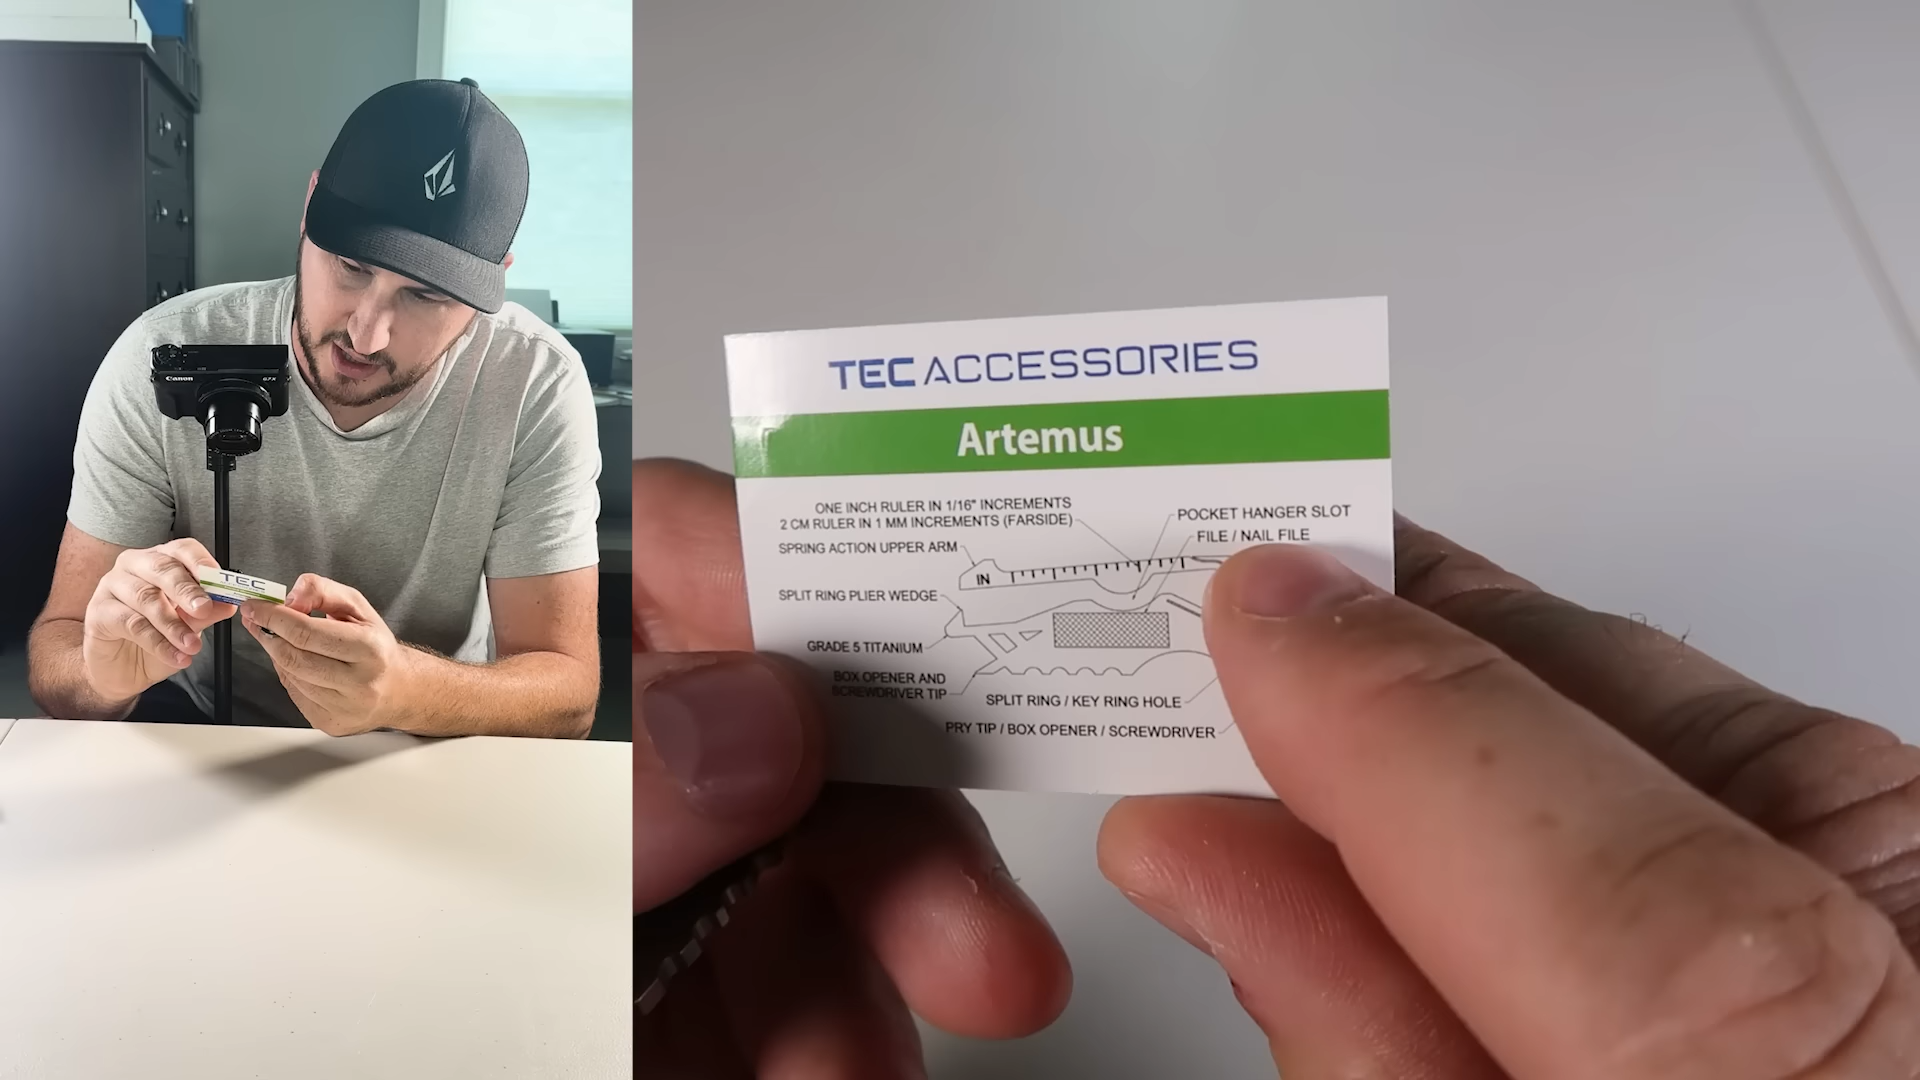 Canon
G7X
TEC
TEC ACCESSORIES
Artemus
ONE INCH RULER IN 1/16" INCREMENTS
2 CM RULER IN 1 MM INCREMENTS (FARSIDE)
SPRING ACTION UPPER ARM
POCKET HANGER SLOT
FILE / NAIL FILE
IN
SPLIT RING PLIER WEDGE
GRADE 5 TITANIUM
BOX OPENER AND
SCREWDRIVER TIP
SPLIT RING / KEY RING HOLE
PRY TIP / BOX OPENER / SCREWDRIVER